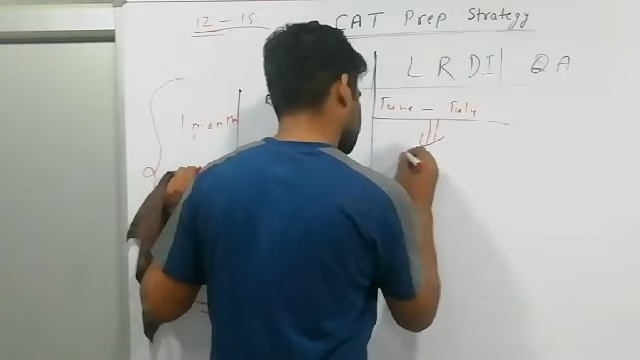 12 - 15 CAT Prep Strategy
LRDI QA
June - July
1 month